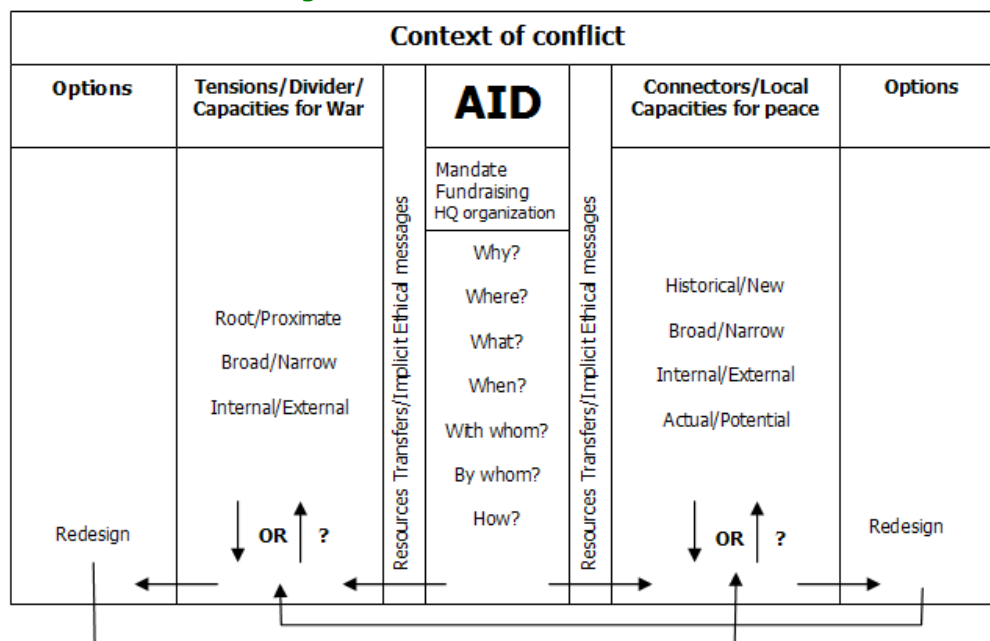 Context of conflict
Options
Tensions/Divider/
Capacities for War
Resources Transfers/Implicit Ethical messages
AID
Resources Transfers/Implicit Ethical messages
Connectors/Local
Capacities for peace
Options
Mandate
Fundraising
HQ organization
Why?
Where?
What?
When?
With whom?
By whom?
How?
Root/Proximate
Broad/Narrow
Internal/External
Historical/New
Broad/Narrow
Internal/External
Actual/Potential
Redesign
OR ?
OR ?
Redesign